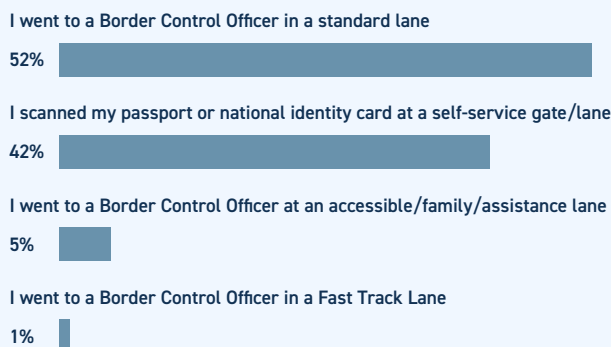 I went to a Border Control Officer in a standard lane
52%
I scanned my passport or national identity card at a self-service gate/lane
42%
I went to a Border Control Officer at an accessible/family/assistance lane
5%
I went to a Border Control Officer in a Fast Track Lane
1%